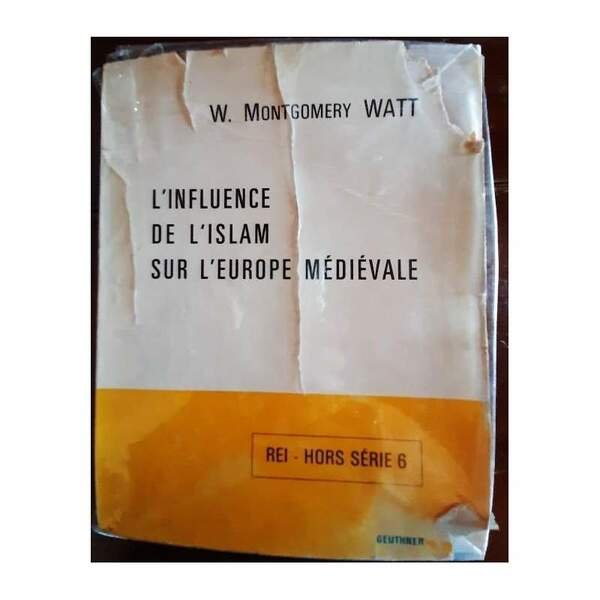 W. MONTGOMERY WATT
L'INFLUENCE
DE L'ISLAM
SUR L'EUROPE MÉDIÉVALE
REI - HORS SÉRIE 6
GEUTHNER